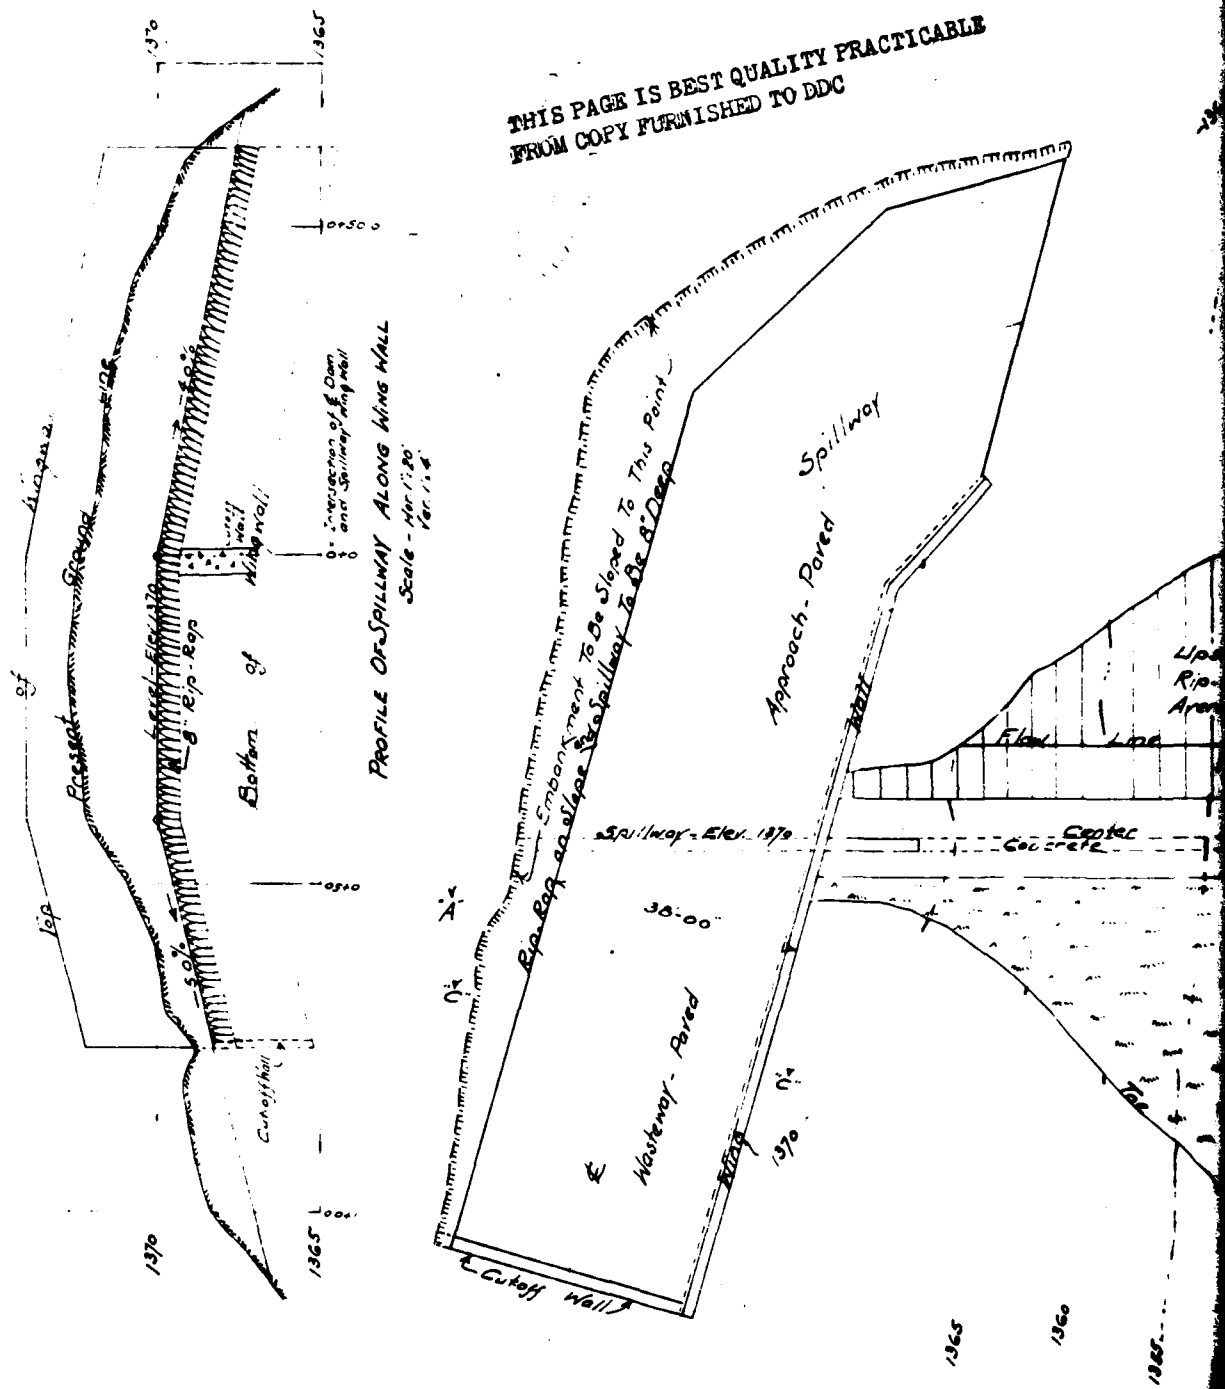 THIS PAGE IS BEST QUALITY PRACTICABLE
FROM COPY FURNISHED TO DDC
1370
1365
0+50
Top
of
Present
Ground
Line
Level-Elev. 1370
8" Rip-Rap
Bottom
of
Wing Wall
Cutoff
Wall
0+0
0+50
Cutoff Wall
1370
1365
0= Intersection of ℄ Dam
and Spillway Wing Wall
PROFILE OF SPILLWAY ALONG WING WALL
Scale - Hor. 1":20'
Ver. 1":4'
Embankment To Be Sloped To This Point
Rip-Rap on Slope and Spillway To Be 8" Deep
Spillway
Approach - Paved
Spillway - Elev. 1370
38'-00"
Wasteway - Paved
℄
Wing
Wall
1370
Cutoff Wall
"A"
"C"
"C"
Flow Line
Center
Concrete
Toe
1365
1360